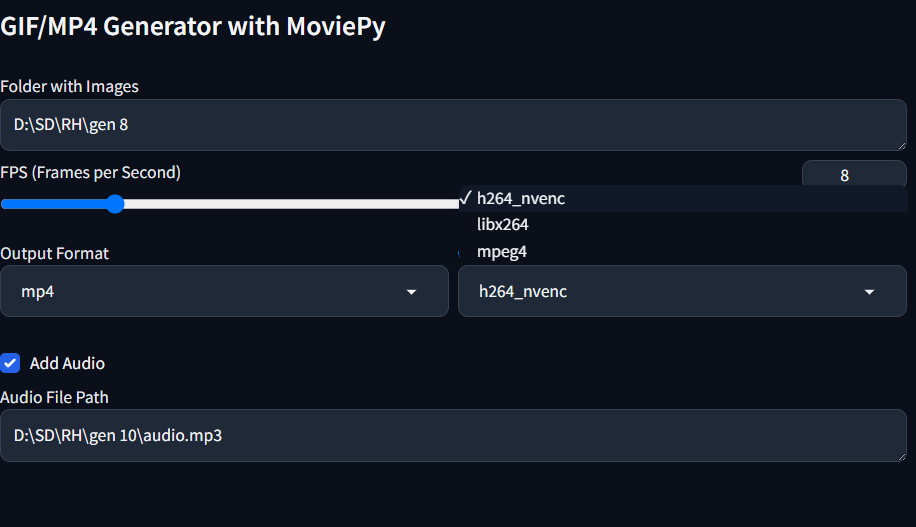 GIF/MP4 Generator with MoviePy
Folder with Images
D:\SD\RH\gen 8
FPS (Frames per Second)
8
h264_nvenc
libx264
mpeg4
Output Format
mp4
h264_nvenc
Add Audio
Audio File Path
D:\SD\RH\gen 10\audio.mp3